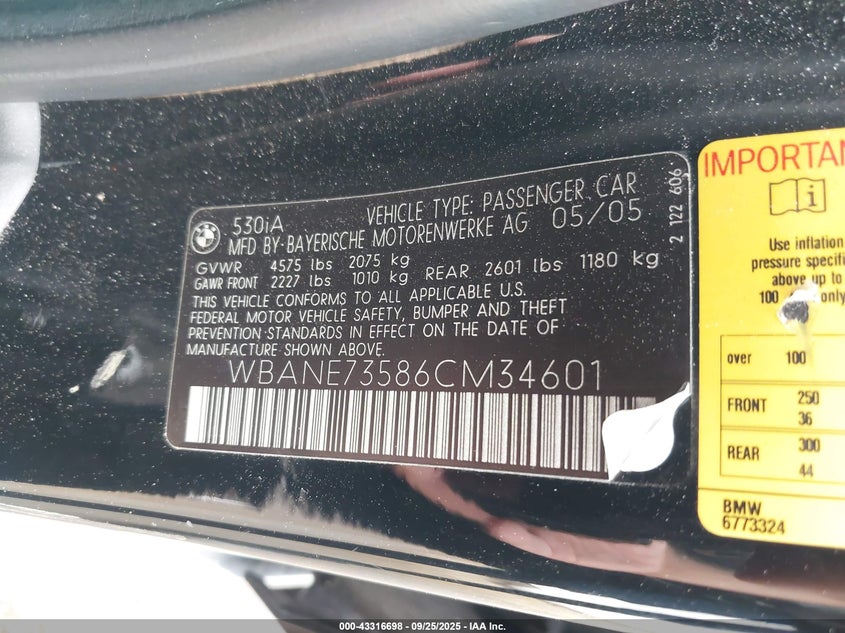 530iA VEHICLE TYPE: PASSENGER CAR
MFD BY-BAYERISCHE MOTORENWERKE AG 05/05
GVWR 4575 lbs 2075 kg
GAWR FRONT 2227 lbs 1010 kg REAR 2601 lbs 1180 kg
THIS VEHICLE CONFORMS TO ALL APPLICABLE U.S.
FEDERAL MOTOR VEHICLE SAFETY, BUMPER AND THEFT
PREVENTION STANDARDS IN EFFECT ON THE DATE OF
MANUFACTURE SHOWN ABOVE.
WBANE73586CM34601
2 122 606
IMPORTAN
i
Use inflation
pressure specifi
above up to
100 only
over 100
FRONT 250
36
REAR 300
44
BMW
6773324
000-43316698 - 09/25/2025 - IAA Inc.